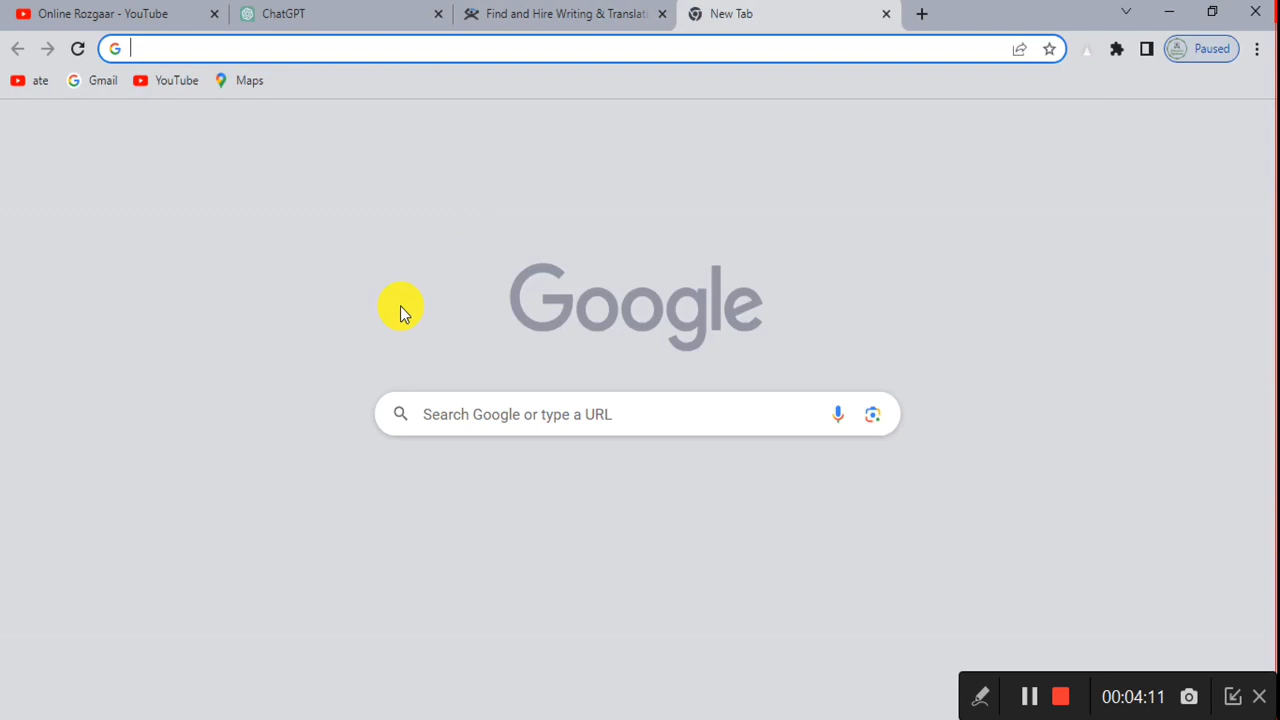 Online Rozgaar - YouTube
ChatGPT
Find and Hire Writing & Translati
New Tab
Paused
ate
Gmail
YouTube
Maps
Google
Search Google or type a URL
00:04:11